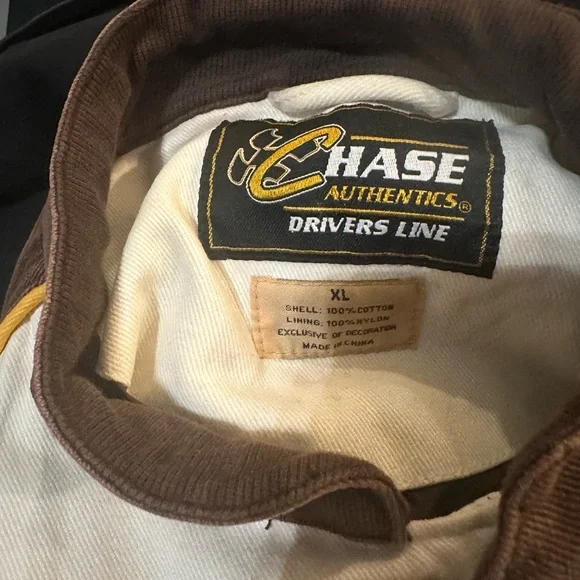 CHASE
AUTHENTICS®
DRIVERS LINE
XL
SHELL: 100% COTTON
LINING: 100% NYLON
EXCLUSIVE OF DECORATION
MADE IN CHINA